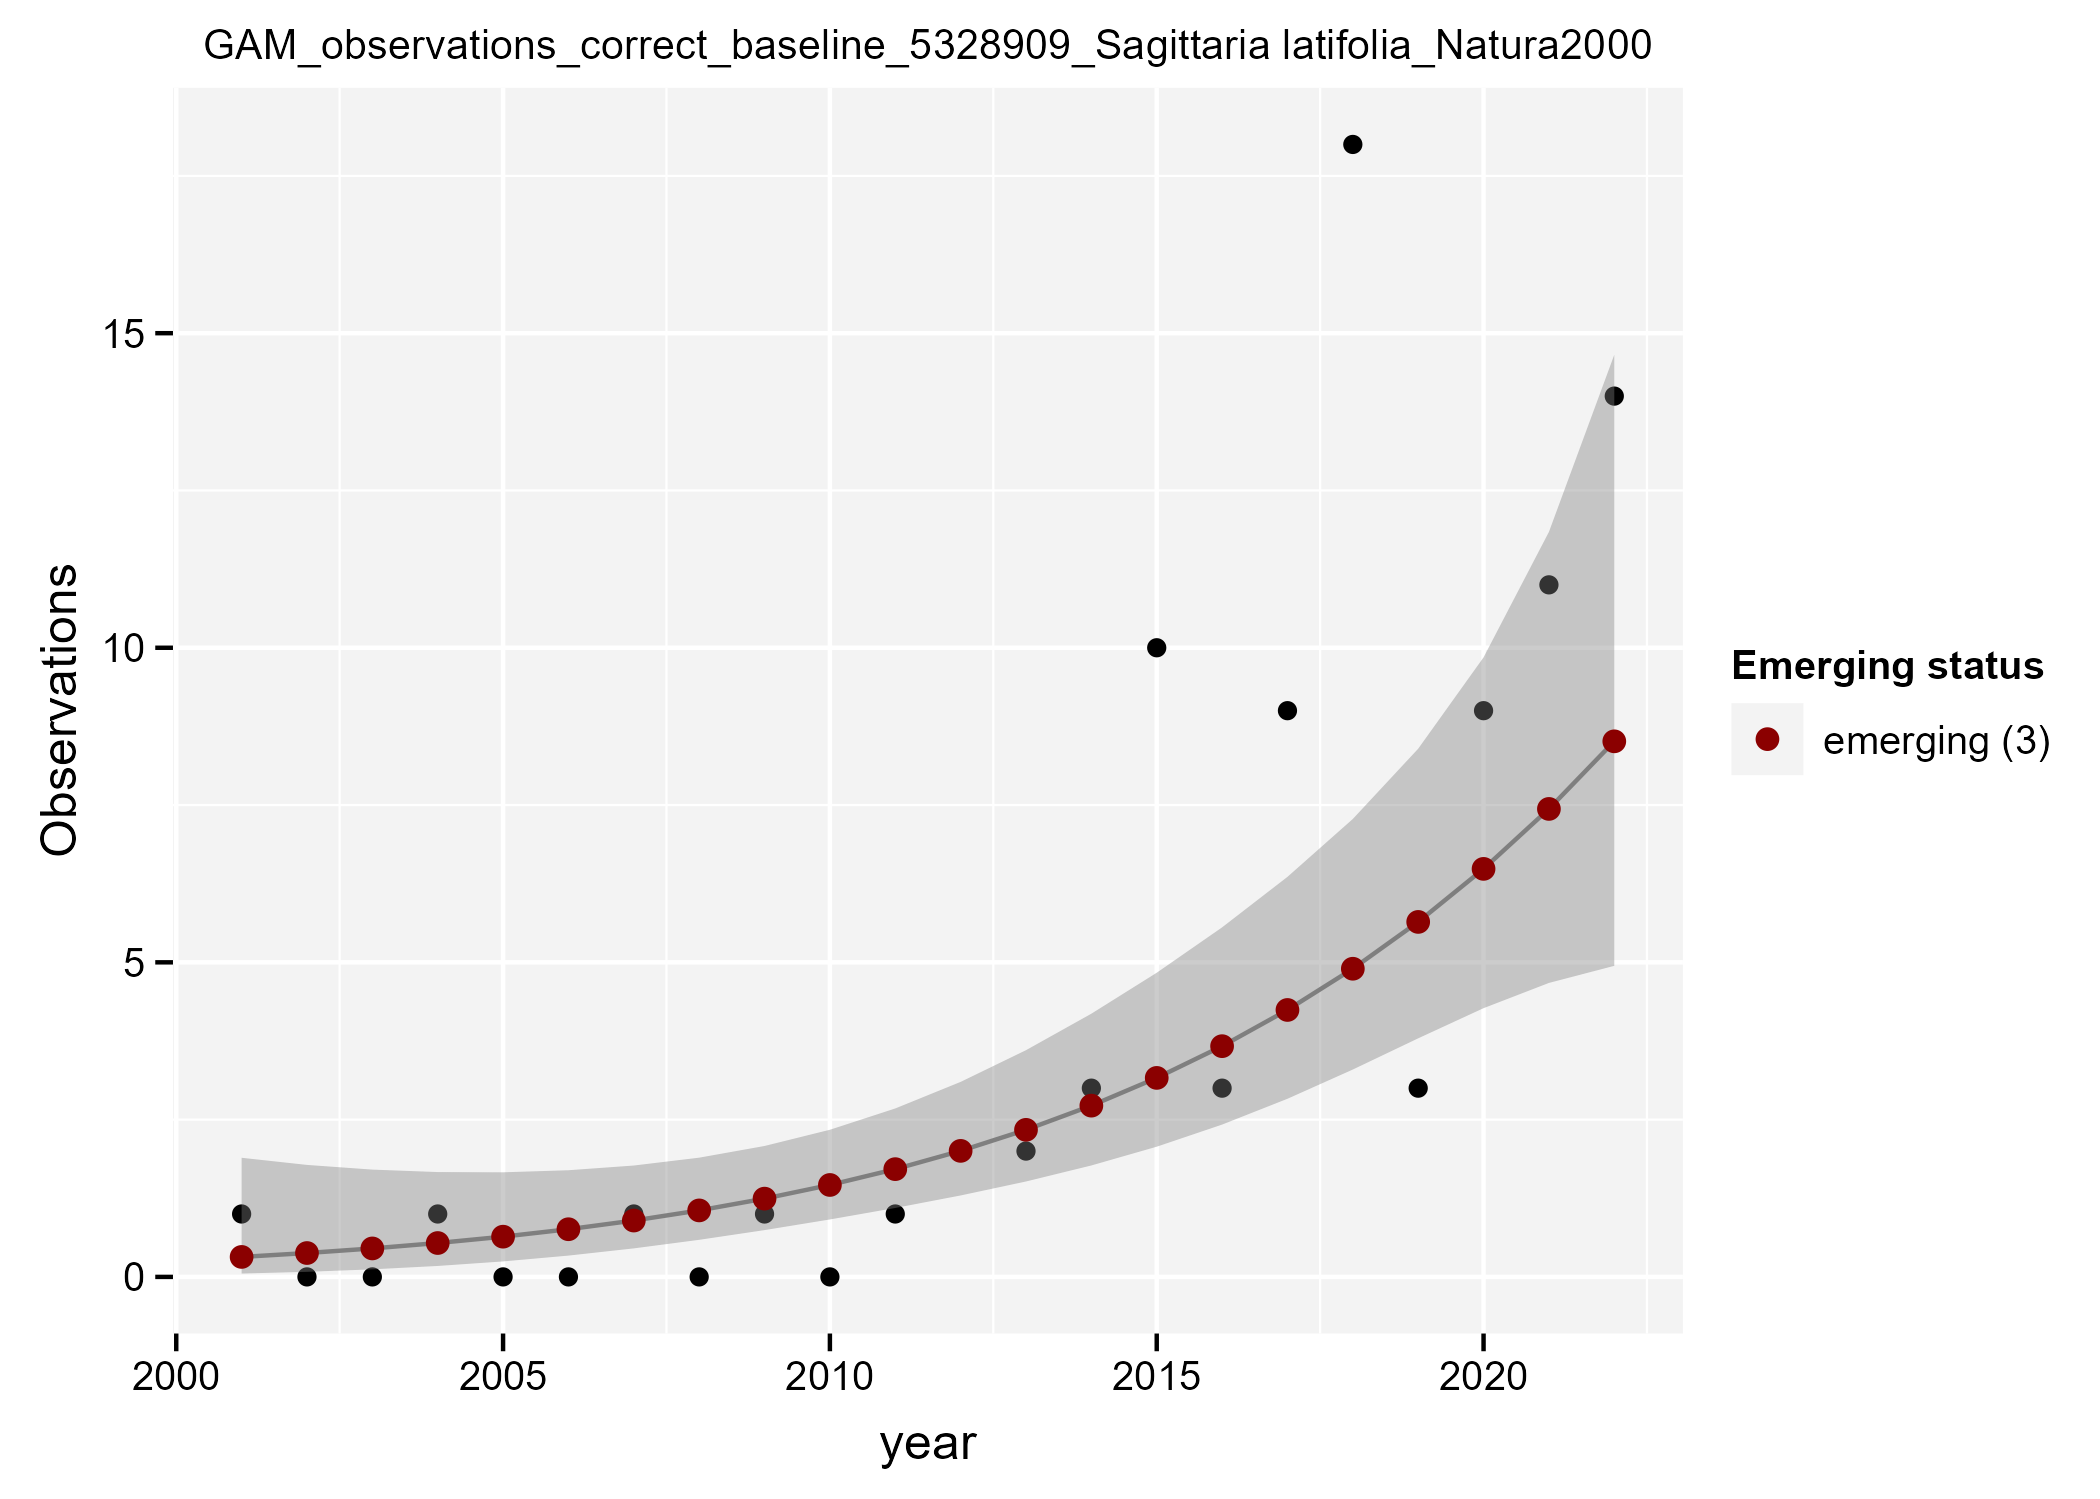 GAM_observations_correct_baseline_5328909_Sagittaria latifolia_Natura2000
Observations
15
10
5
0
2000 2005 2010 2015 2020
year
Emerging status
emerging (3)